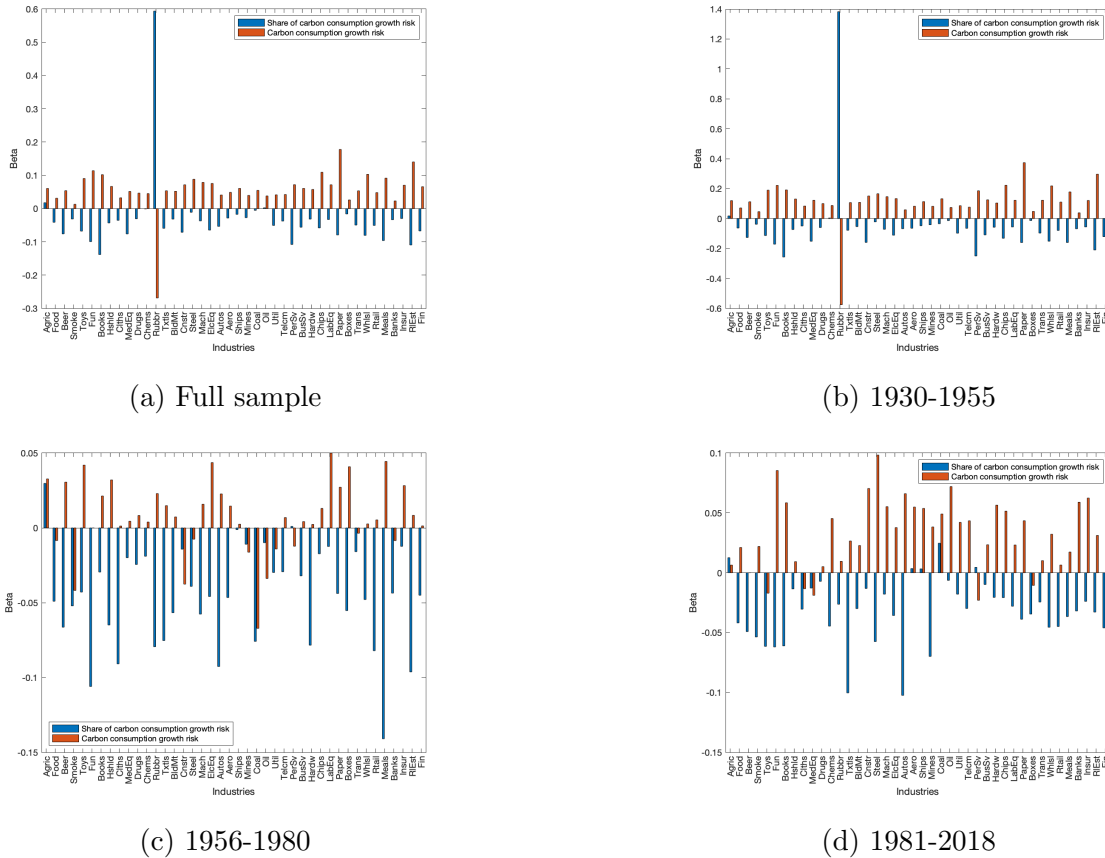 0.6
0.5
0.4
0.3
0.2
0.1
0
-0.1
-0.2
-0.3
Beta
Share of carbon consumption growth risk
Carbon consumption growth risk
Agric Food Beer Smoke Toys Fun Books Hshld Clths MedEq Drugs Chems Rubbr Txtls BldMt Cnstr Steel Mach ElcEq Autos Aero Ships Mines Coal Oil Util Telcm PerSv BusSv Hardw Chips LabEq Paper Boxes Trans Whlsl Rtail Meals Banks Insur RlEst Fin
Industries
(a) Full sample
1.4
1.2
1
0.8
0.6
0.4
0.2
0
-0.2
-0.4
-0.6
Beta
Share of carbon consumption growth risk
Carbon consumption growth risk
Agric Food Beer Smoke Toys Fun Books Hshld Clths MedEq Drugs Chems Rubbr Txtls BldMt Cnstr Steel Mach ElcEq Autos Aero Ships Mines Coal Oil Util Telcm PerSv BusSv Hardw Chips LabEq Paper Boxes Trans Whlsl Rtail Meals Banks Insur RlEst
Industries
(b) 1930-1955
0.05
0
-0.05
-0.1
-0.15
Beta
Share of carbon consumption growth risk
Carbon consumption growth risk
Agric Food Beer Smoke Toys Fun Books Hshld Clths MedEq Drugs Chems Rubbr Txtls BldMt Cnstr Steel Mach ElcEq Autos Aero Ships Mines Coal Oil Util Telcm PerSv BusSv Hardw Chips LabEq Paper Boxes Trans Whlsl Rtail Meals Banks Insur RlEst Fin
Industries
(c) 1956-1980
0.1
0.05
0
-0.05
-0.1
-0.15
Beta
Share of carbon consumption growth risk
Carbon consumption growth risk
Agric Food Beer Smoke Toys Fun Books Hshld Clths MedEq Drugs Chems Rubbr Txtls BldMt Cnstr Steel Mach ElcEq Autos Aero Ships Mines Coal Oil Util Telcm PerSv BusSv Hardw Chips LabEq Paper Boxes Trans Whlsl Rtail Meals Banks Insur RlEst
Industries
(d) 1981-2018